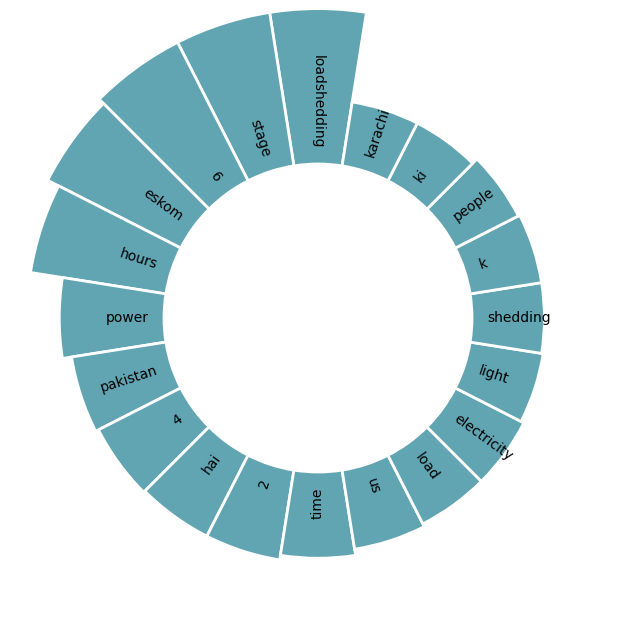 loadshedding
stage
6
eskom
hours
power
pakistan
4
hai
2
time
us
load
electricity
light
shedding
k
people
ki
karachi